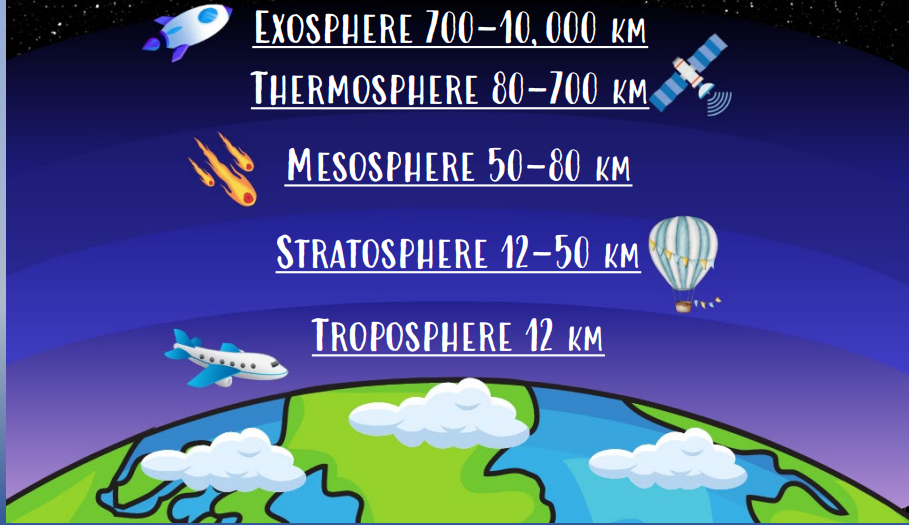 Exosphere 700–10,000 km
Thermosphere 80–700 km
Mesosphere 50–80 km
Stratosphere 12–50 km
Troposphere 12 km